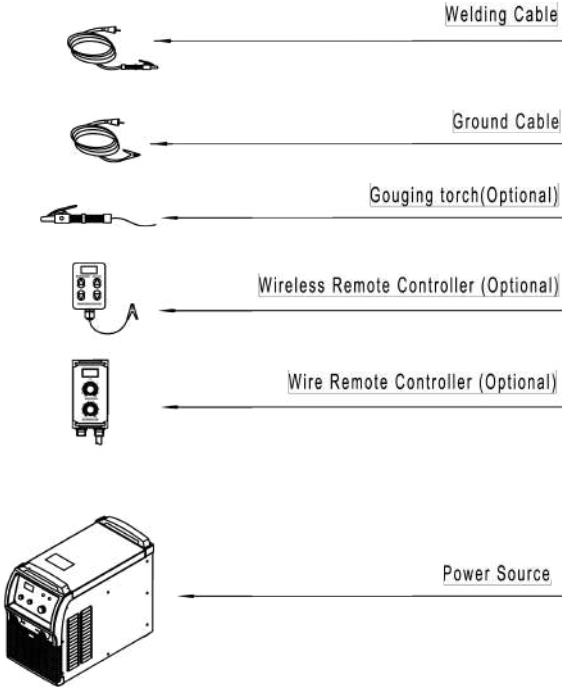 Welding Cable
Ground Cable
Gouging torch(Optional)
Wireless Remote Controller (Optional)
Wire Remote Controller (Optional)
Power Source